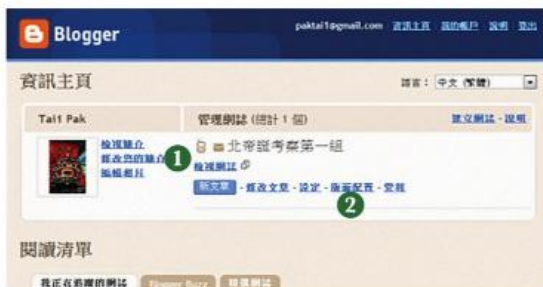 Blogger
paktai1@gmail.com 資訊主頁 我的帳戶 說明 登出
資訊主頁
語言： 中文 (繁體)
Tai1 Pak
管理網誌 (總計 1 個)
建立網誌 - 說明
檢視簡介
修改您的簡介
編輯相片
1
北帝誕考察第一組
檢視網誌
新文章 - 修改文章 - 設定 - 版面配置 - 營利
2
閱讀清單
我正在追蹤的網誌
Blogger Buzz
精選網誌